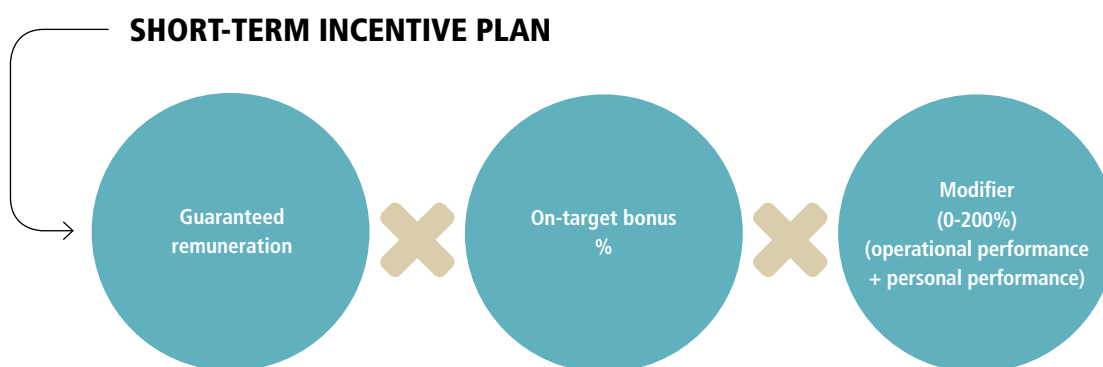 SHORT-TERM INCENTIVE PLAN
Guaranteed
remuneration
On-target bonus
%
Modifier
(0-200%)
(operational performance
+ personal performance)